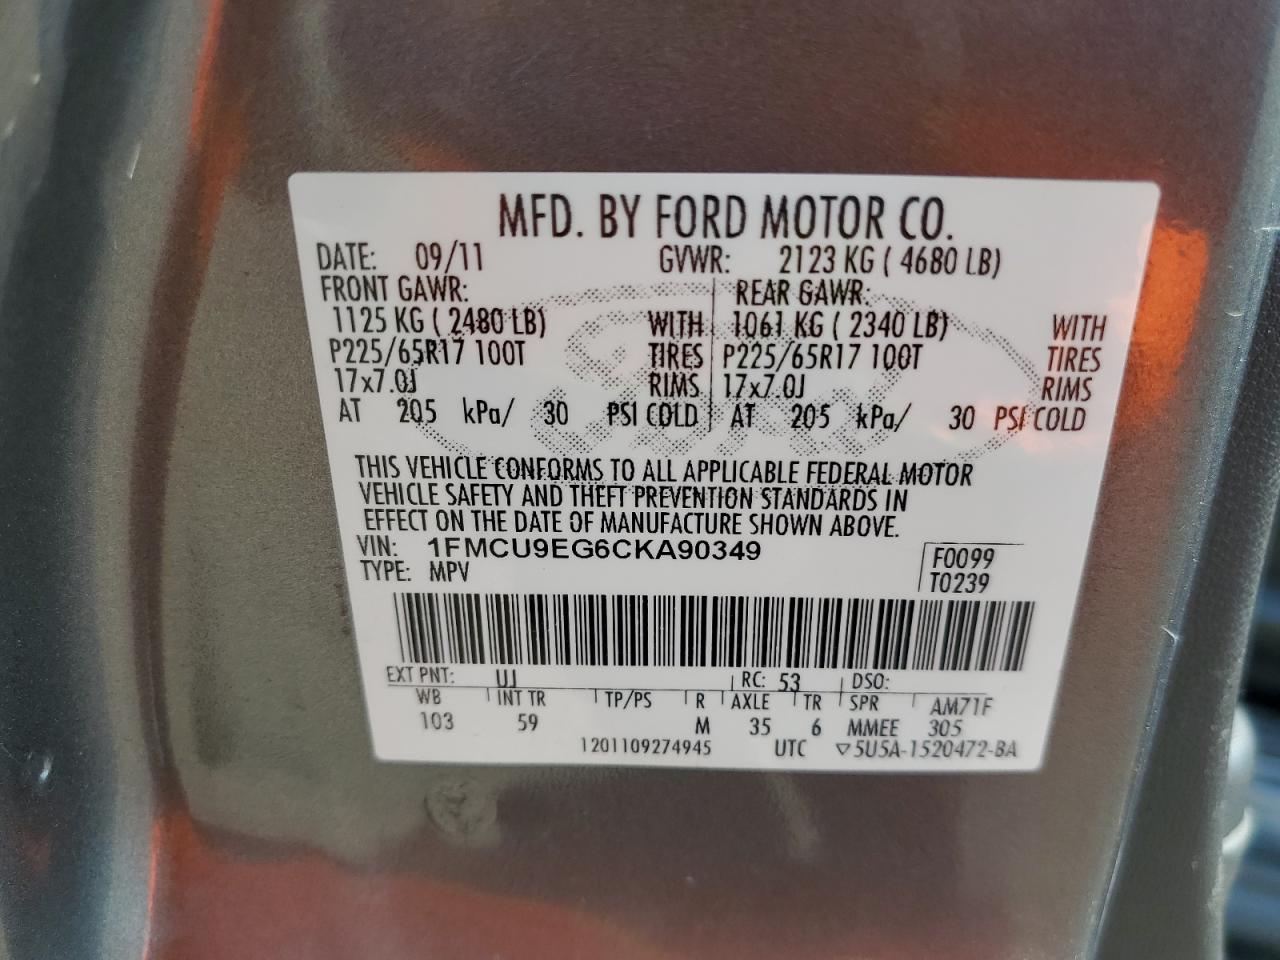 MFD. BY FORD MOTOR CO.
DATE: 09/11 GVWR: 2123 KG ( 4680 LB)
FRONT GAWR: REAR GAWR:
1125 KG ( 2480 LB) WITH 1061 KG ( 2340 LB) WITH
P225/65R17 100T TIRES P225/65R17 100T TIRES
17x7.0J RIMS 17x7.0J RIMS
AT 205 kPa/ 30 PSI COLD AT 205 kPa/ 30 PSI COLD
THIS VEHICLE CONFORMS TO ALL APPLICABLE FEDERAL MOTOR
VEHICLE SAFETY AND THEFT PREVENTION STANDARDS IN
EFFECT ON THE DATE OF MANUFACTURE SHOWN ABOVE.
VIN: 1FMCU9EG6CKA90349 F0099
TYPE: MPV T0239
EXT PNT: UJ RC: 53 DSO:
WB INT TR TP/PS R AXLE TR SPR AM71F
103 59 M 35 6 MMEE 305
1201109274945 UTC ▽5U5A-1520472-BA